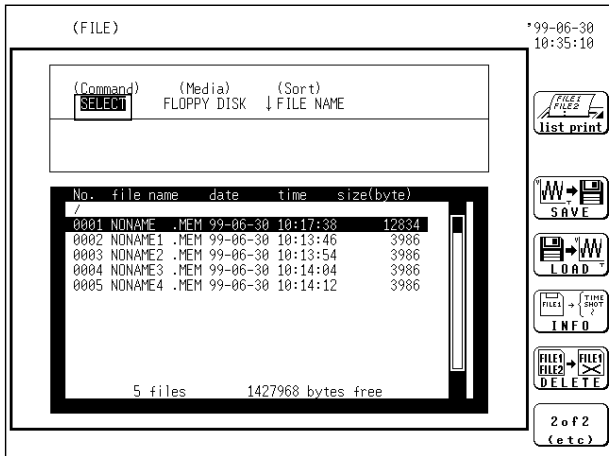 (FILE)
'99-06-30
10:35:10
(Command) (Media) (Sort)
SELECT FLOPPY DISK ↓FILE NAME
No. file name date time size(byte)
/
0001 NONAME .MEM 99-06-30 10:17:38 12834
0002 NONAME1 .MEM 99-06-30 10:13:46 3986
0003 NONAME2 .MEM 99-06-30 10:13:54 3986
0004 NONAME3 .MEM 99-06-30 10:14:04 3986
0005 NONAME4 .MEM 99-06-30 10:14:12 3986
5 files 1427968 bytes free
FILE1
FILE2
list print
SAVE
LOAD
FILE1 → TIME
SHOT
INFO
FILE1 → FILE1
FILE2
DELETE
2of2
(etc)